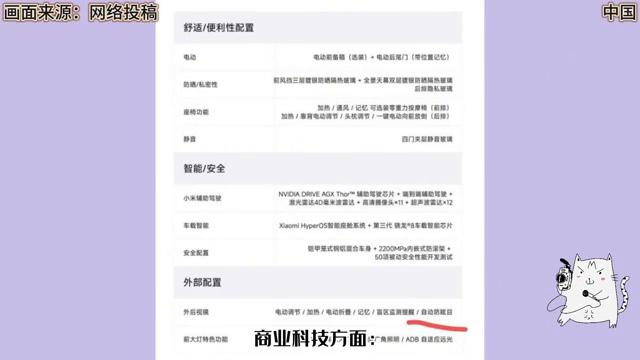 画面来源：网络投稿
中国
舒适/便利性配置
电动
电动前备箱（选装）+ 电动后尾门（带位置记忆）
防晒/私密性
前风挡三层镀银防晒隔热玻璃 + 全景天幕双层镀银防晒隔热玻璃
后排隐私玻璃
座椅功能
加热 / 通风 / 记忆 可选装零重力按摩椅（前排）
加热 / 靠背电动调节 / 头枕调节 / 一键电动向前放倒（后排）
静音
四门夹层静音玻璃
智能/安全
小米辅助驾驶
NVIDIA DRIVE AGX Thor™ 辅助驾驶芯片 + 端到端辅助驾驶 +
激光雷达4D毫米波雷达 + 高清摄像头×11 + 超声波雷达×12
车载智能
Xiaomi HyperOS智能座舱系统 + 第三代 骁龙®8车载智能芯片
安全配置
铠甲笼式钢铝混合车身 + 2200MPa内嵌式防滚架 +
50项被动安全性能开发测试
外部配置
外后视镜
电动调节 / 加热 / 电动折叠 / 记忆 / 盲区监测提醒 / 自动防眩目
前大灯特色功能
广角照明 / ADB 自适应远光
商业科技方面：